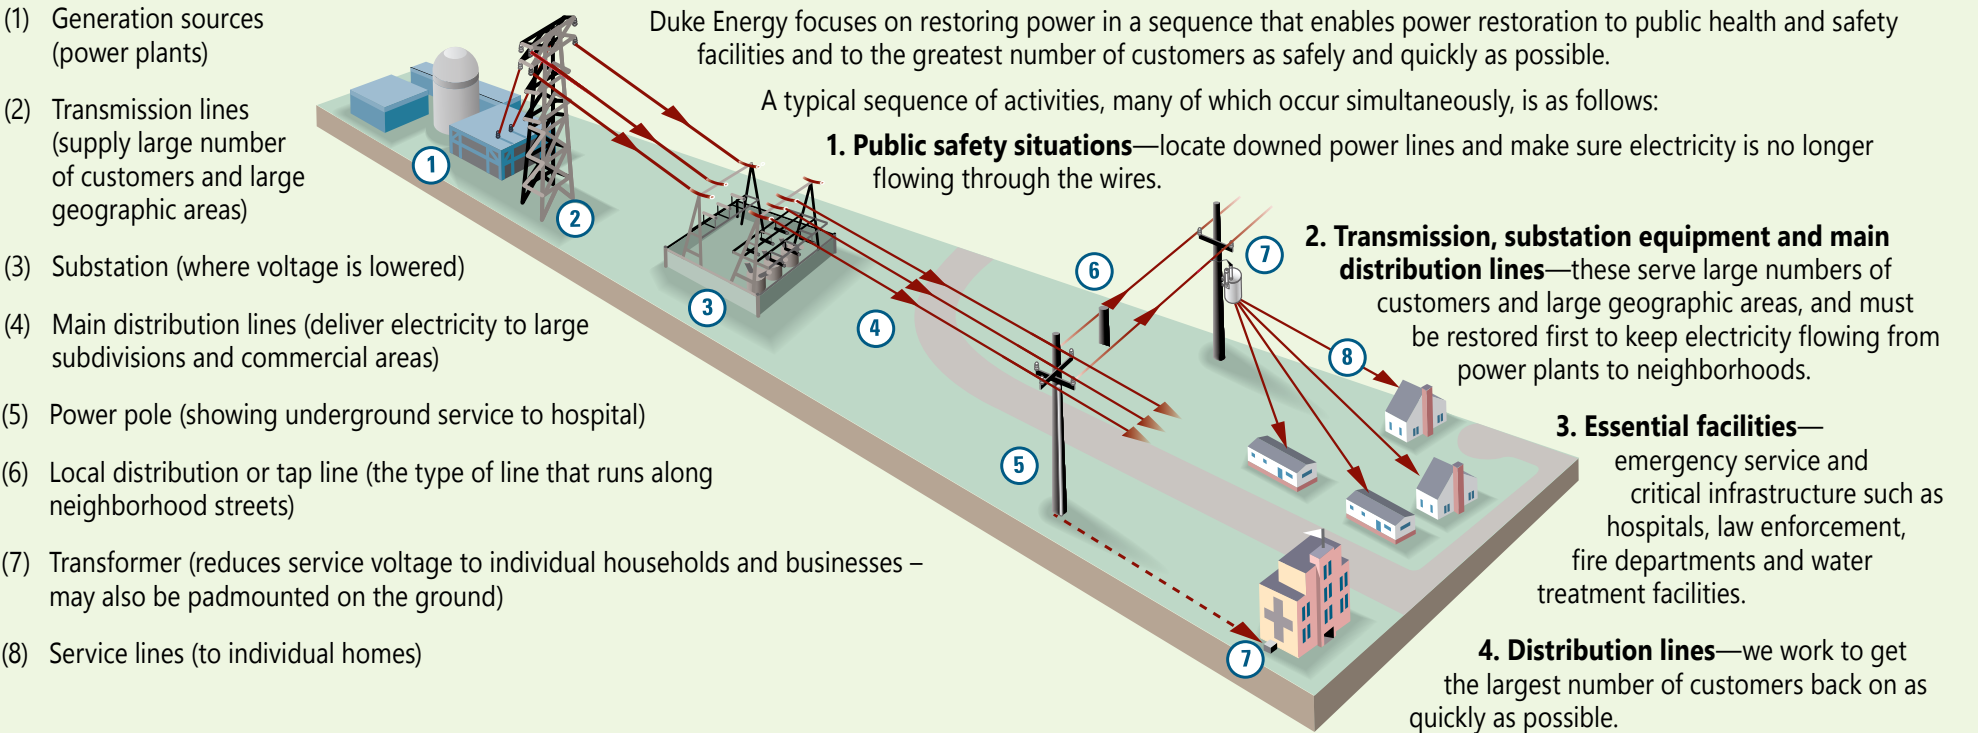 (1) Generation sources
(power plants)
(2) Transmission lines
(supply large number
of customers and large
geographic areas)
(3) Substation (where voltage is lowered)
(4) Main distribution lines (deliver electricity to large
subdivisions and commercial areas)
(5) Power pole (showing underground service to hospital)
(6) Local distribution or tap line (the type of line that runs along
neighborhood streets)
(7) Transformer (reduces service voltage to individual households and businesses –
may also be padmounted on the ground)
(8) Service lines (to individual homes)
Duke Energy focuses on restoring power in a sequence that enables power restoration to public health and safety
facilities and to the greatest number of customers as safely and quickly as possible.
A typical sequence of activities, many of which occur simultaneously, is as follows:
1. Public safety situations—locate downed power lines and make sure electricity is no longer
flowing through the wires.
2. Transmission, substation equipment and main
distribution lines—these serve large numbers of
customers and large geographic areas, and must
be restored first to keep electricity flowing from
power plants to neighborhoods.
3. Essential facilities—
emergency service and
critical infrastructure such as
hospitals, law enforcement,
fire departments and water
treatment facilities.
4. Distribution lines—we work to get
the largest number of customers back on as
quickly as possible.
1
2
3
4
5
6
7
8
7